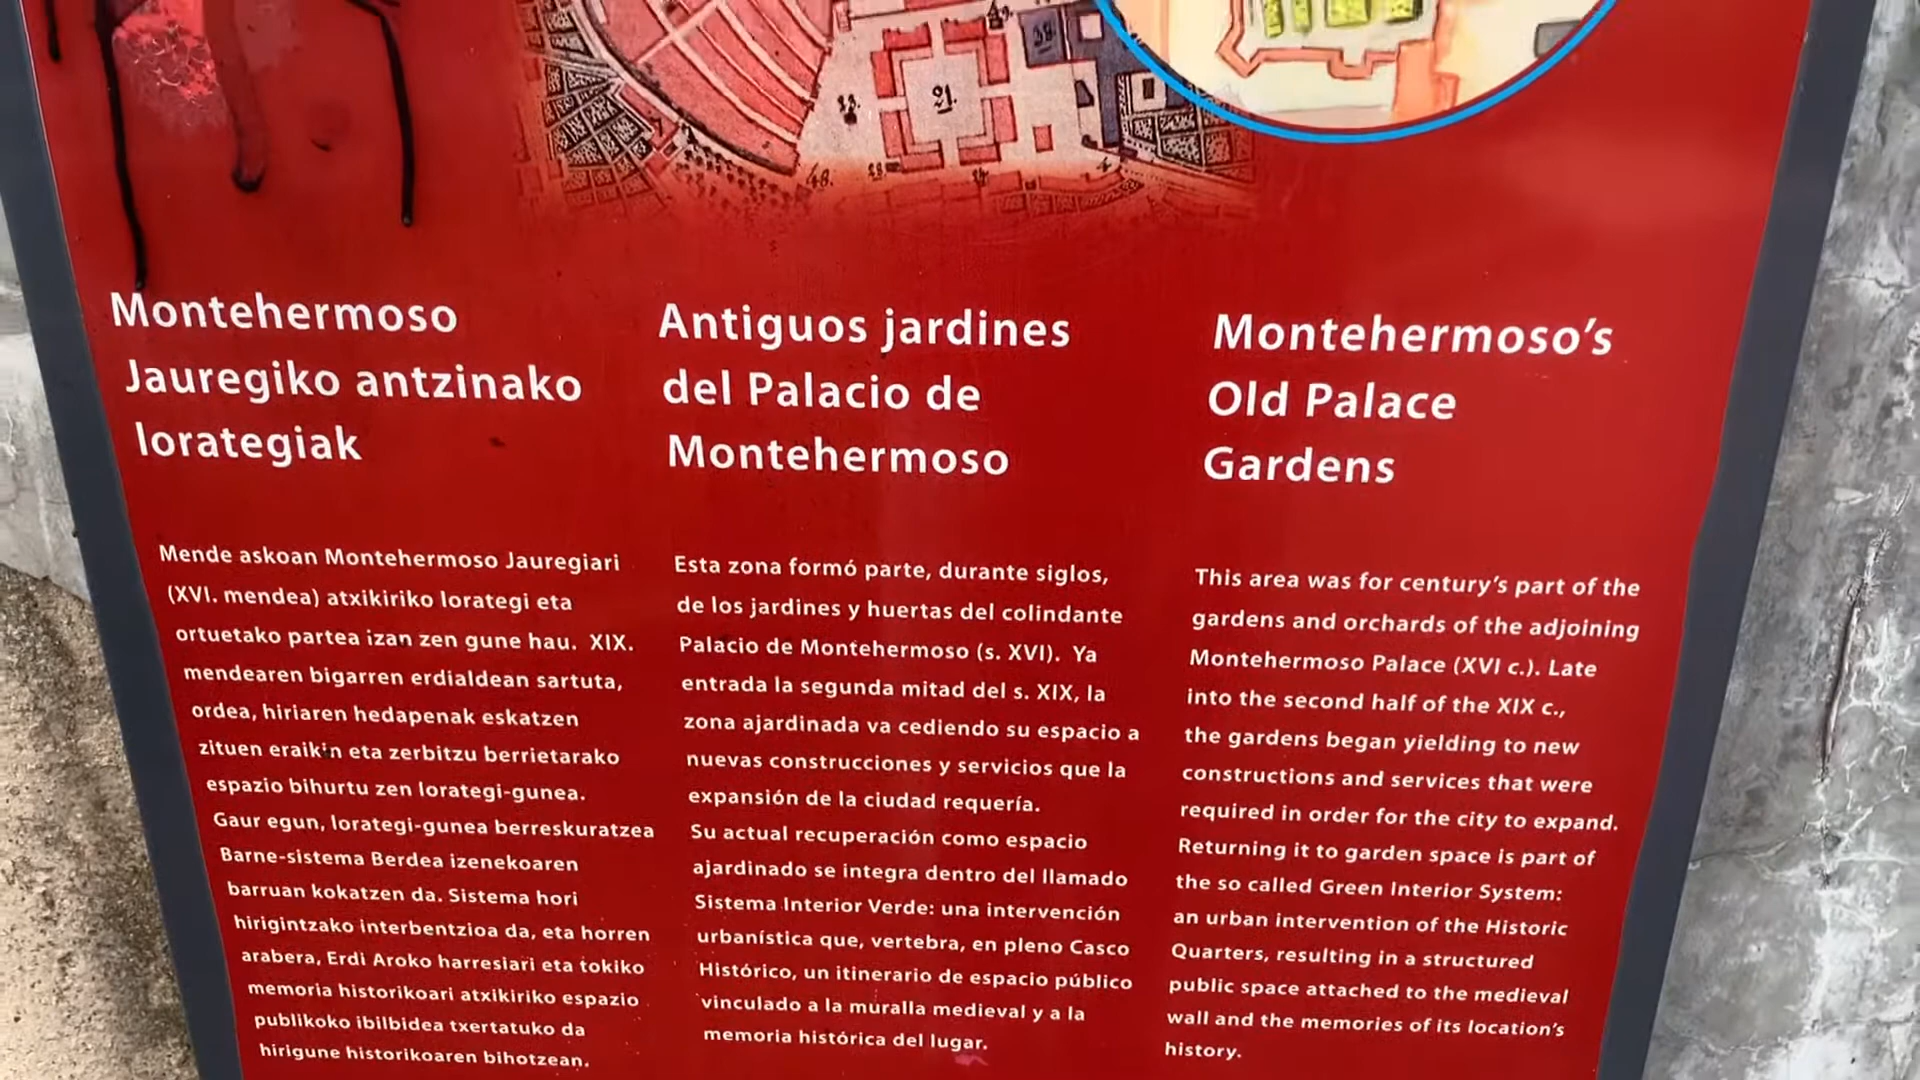 21.
Montehermoso
Jauregiko antzinako
lorategiak
Mende askoan Montehermoso Jauregiari
(XVI. mendea) atxikiriko lorategi eta
ortuetako partea izan zen gune hau. XIX.
mendearen bigarren erdialdean sartuta,
ordea, hiriaren hedapenak eskatzen
zituen eraikin eta zerbitzu berrietarako
espazio bihurtu zen lorategi-gunea.
Gaur egun, lorategi-gunea berreskuratzea
Barne-sistema Berdea izenekoaren
barruan kokatzen da. Sistema hori
hirigintzako interbentzioa da, eta horren
arabera, Erdi Aroko harresiari eta tokiko
memoria historikoari atxikiriko espazio
publikoko ibilbidea txertatuko da
hirigune historikoaren bihotzean.
Antiguos jardines
del Palacio de
Montehermoso
Esta zona formó parte, durante siglos,
de los jardines y huertas del colindante
Palacio de Montehermoso (s. XVI). Ya
entrada la segunda mitad del s. XIX, la
zona ajardinada va cediendo su espacio a
nuevas construcciones y servicios que la
expansión de la ciudad requería.
Su actual recuperación como espacio
ajardinado se integra dentro del llamado
Sistema Interior Verde: una intervención
urbanística que, vertebra, en pleno Casco
Histórico, un itinerario de espacio público
vinculado a la muralla medieval y a la
memoria histórica del lugar.
Montehermoso's
Old Palace
Gardens
This area was for century's part of the
gardens and orchards of the adjoining
Montehermoso Palace (XVI c.). Late
into the second half of the XIX c.,
the gardens began yielding to new
constructions and services that were
required in order for the city to expand.
Returning it to garden space is part of
the so called Green Interior System:
an urban intervention of the Historic
Quarters, resulting in a structured
public space attached to the medieval
wall and the memories of its location's
history.